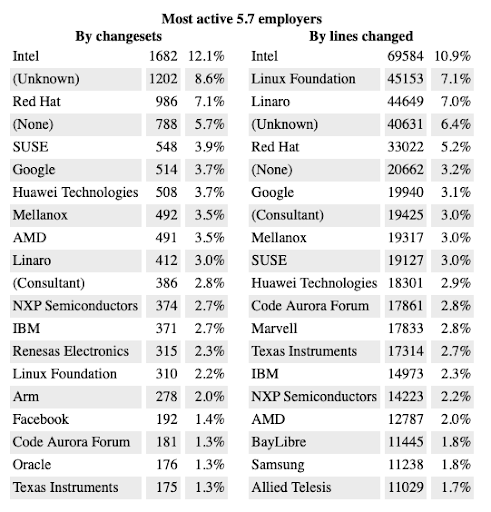 Most active 5.7 employers
By changesets By lines changed
Intel 1682 12.1% Intel 69584 10.9%
(Unknown) 1202 8.6% Linux Foundation 45153 7.1%
Red Hat 986 7.1% Linaro 44649 7.0%
(None) 788 5.7% (Unknown) 40631 6.4%
SUSE 548 3.9% Red Hat 33022 5.2%
Google 514 3.7% (None) 20662 3.2%
Huawei Technologies 508 3.7% Google 19940 3.1%
Mellanox 492 3.5% (Consultant) 19425 3.0%
AMD 491 3.5% Mellanox 19317 3.0%
Linaro 412 3.0% SUSE 19127 3.0%
(Consultant) 386 2.8% Huawei Technologies 18301 2.9%
NXP Semiconductors 374 2.7% Code Aurora Forum 17861 2.8%
IBM 371 2.7% Marvell 17833 2.8%
Renesas Electronics 315 2.3% Texas Instruments 17314 2.7%
Linux Foundation 310 2.2% IBM 14973 2.3%
Arm 278 2.0% NXP Semiconductors 14223 2.2%
Facebook 192 1.4% AMD 12787 2.0%
Code Aurora Forum 181 1.3% BayLibre 11445 1.8%
Oracle 176 1.3% Samsung 11238 1.8%
Texas Instruments 175 1.3% Allied Telesis 11029 1.7%